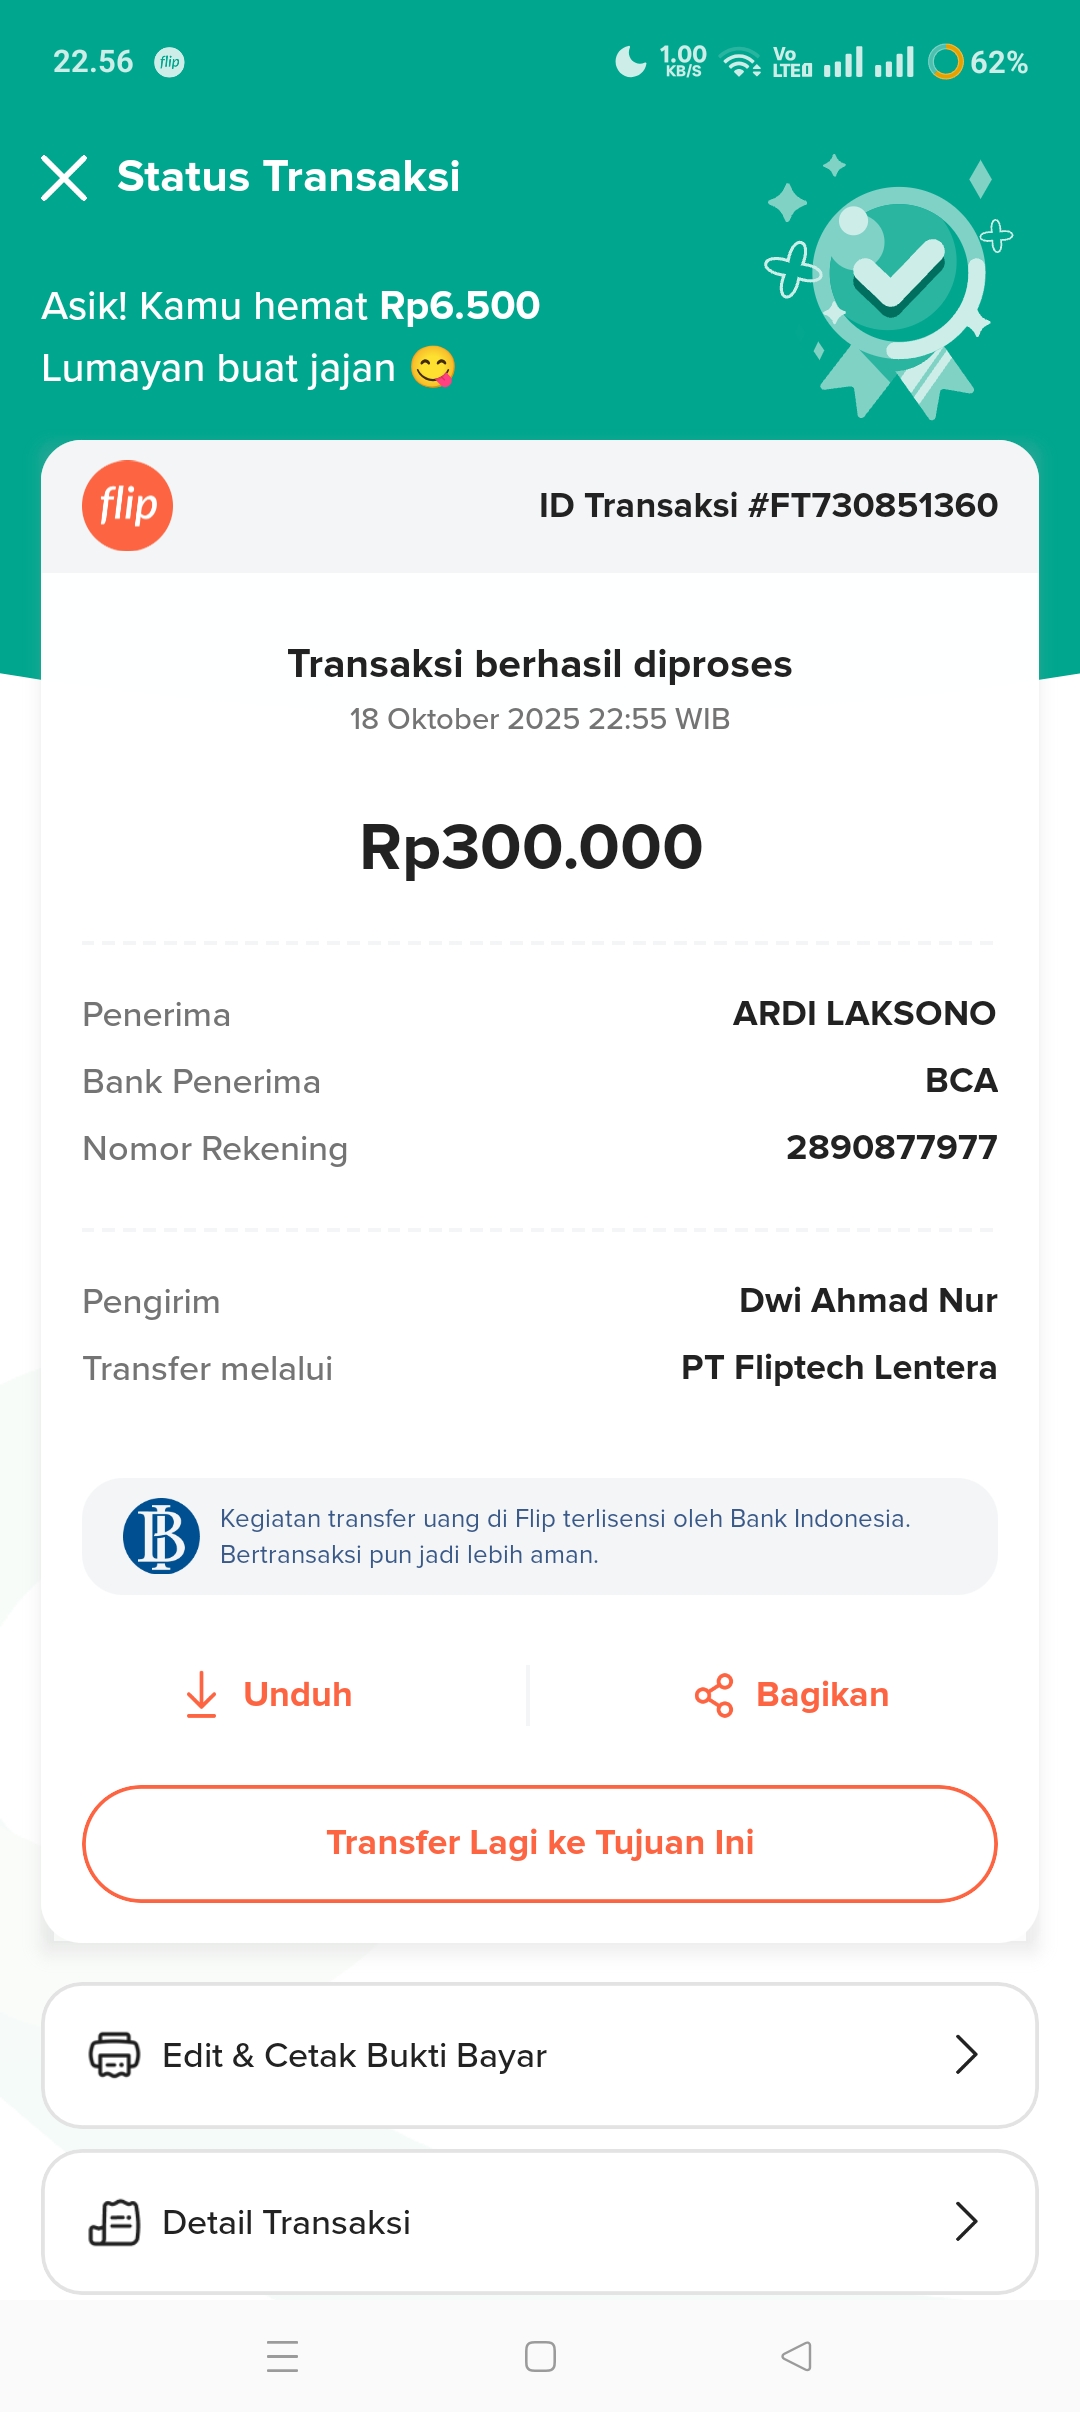 22.56 flip 1.00 KB/S Vo LTE 62%
Status Transaksi
Asik! Kamu hemat Rp6.500
Lumayan buat jajan 😋
flip ID Transaksi #FT730851360
Transaksi berhasil diproses
18 Oktober 2025 22:55 WIB
Rp300.000
Penerima ARDI LAKSONO
Bank Penerima BCA
Nomor Rekening 2890877977
Pengirim Dwi Ahmad Nur
Transfer melalui PT Fliptech Lentera
Kegiatan transfer uang di Flip terlisensi oleh Bank Indonesia.
Bertransaksi pun jadi lebih aman.
Unduh Bagikan
Transfer Lagi ke Tujuan Ini
Edit & Cetak Bukti Bayar
Detail Transaksi